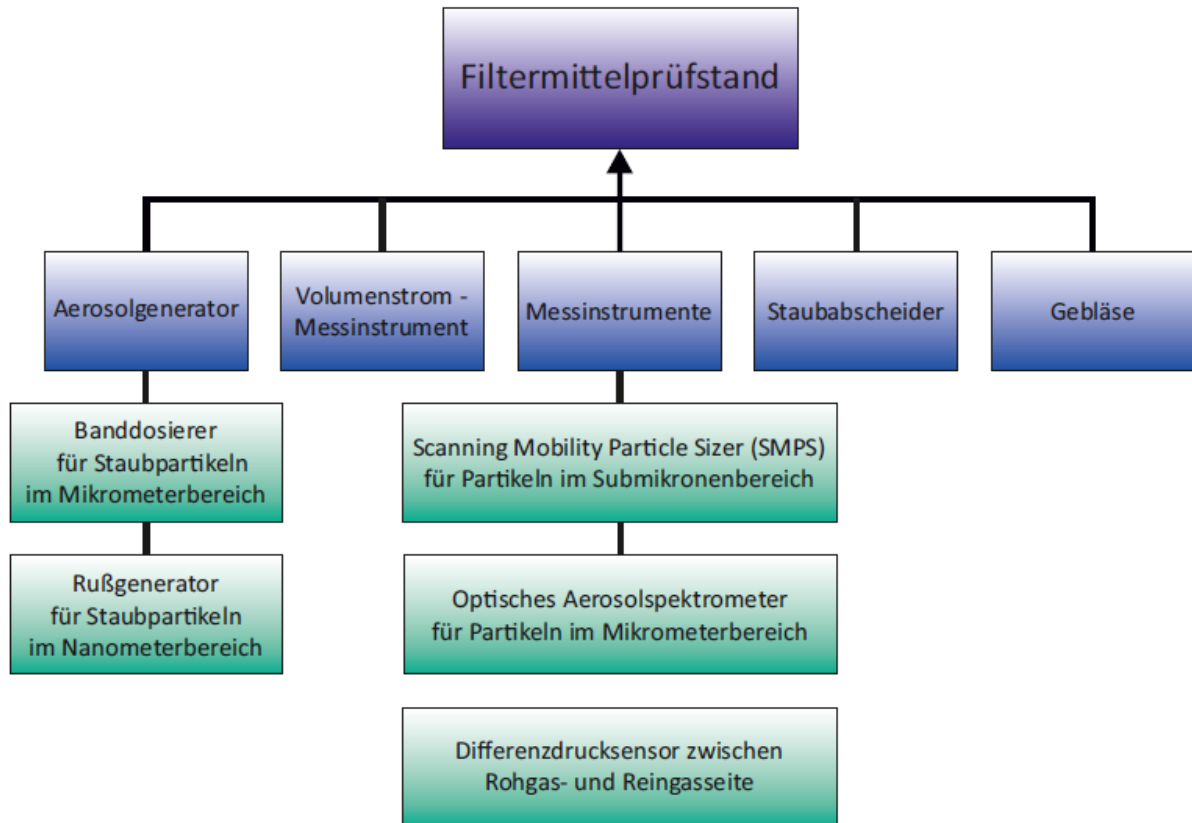 Filtermittelprüfstand
Aerosolgenerator
Volumenstrom -
Messinstrument
Messinstrumente
Staubabscheider
Gebläse
Banddosierer
für Staubpartikeln
im Mikrometerbereich
Rußgenerator
für Staubpartikeln
im Nanometerbereich
Scanning Mobility Particle Sizer (SMPS)
für Partikeln im Submikronenbereich
Optisches Aerosolspektrometer
für Partikeln im Mikrometerbereich
Differenzdrucksensor zwischen
Rohgas- und Reingasseite